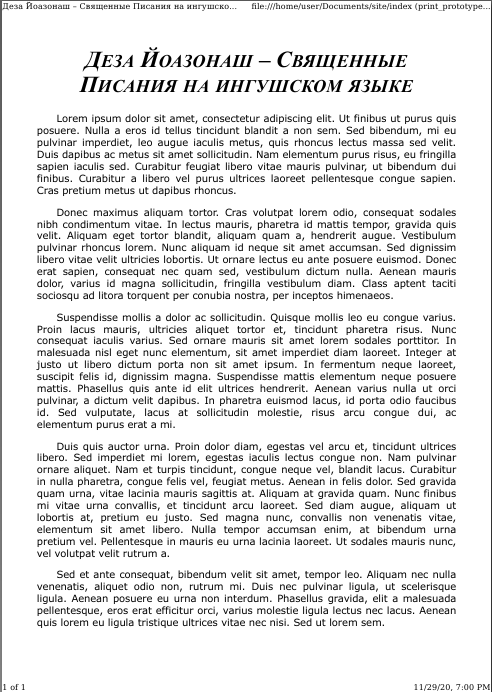 Деза Йоазонаш – Священные Писания на ингушско...
file:///home/user/Documents/site/index (print_prototype...
Деза Йоазонаш – Священные
Писания на ингушском языке
Lorem ipsum dolor sit amet, consectetur adipiscing elit. Ut finibus ut purus quis
posuere. Nulla a eros id tellus tincidunt blandit a non sem. Sed bibendum, mi eu
pulvinar imperdiet, leo augue iaculis metus, quis rhoncus lectus massa sed velit.
Duis dapibus ac metus sit amet sollicitudin. Nam elementum purus risus, eu fringilla
sapien iaculis sed. Curabitur feugiat libero vitae mauris pulvinar, ut bibendum dui
finibus. Curabitur a libero vel purus ultrices laoreet pellentesque congue sapien.
Cras pretium metus ut dapibus rhoncus.
Donec maximus aliquam tortor. Cras volutpat lorem odio, consequat sodales
nibh condimentum vitae. In lectus mauris, pharetra id mattis tempor, gravida quis
velit. Aliquam eget tortor blandit, aliquam quam a, hendrerit augue. Vestibulum
pulvinar rhoncus lorem. Nunc aliquam id neque sit amet accumsan. Sed dignissim
libero vitae velit ultricies lobortis. Ut ornare lectus eu ante posuere euismod. Donec
erat sapien, consequat nec quam sed, vestibulum dictum nulla. Aenean mauris
dolor, varius id magna sollicitudin, fringilla vestibulum diam. Class aptent taciti
sociosqu ad litora torquent per conubia nostra, per inceptos himenaeos.
Suspendisse mollis a dolor ac sollicitudin. Quisque mollis leo eu congue varius.
Proin lacus mauris, ultricies aliquet tortor et, tincidunt pharetra risus. Nunc
consequat iaculis varius. Sed ornare mauris sit amet lorem sodales porttitor. In
malesuada nisl eget nunc elementum, sit amet imperdiet diam laoreet. Integer at
justo ut libero dictum porta non sit amet ipsum. In fermentum neque laoreet,
suscipit felis id, dignissim magna. Suspendisse mattis elementum neque posuere
mattis. Phasellus quis ante id elit ultrices hendrerit. Aenean varius nulla ut orci
pulvinar, a dictum velit dapibus. In pharetra euismod lacus, id porta odio faucibus
id. Sed vulputate, lacus at sollicitudin molestie, risus arcu congue dui, ac
elementum purus erat a mi.
Duis quis auctor urna. Proin dolor diam, egestas vel arcu et, tincidunt ultrices
libero. Sed imperdiet mi lorem, egestas iaculis lectus congue non. Nam pulvinar
ornare aliquet. Nam et turpis tincidunt, congue neque vel, blandit lacus. Curabitur
in nulla pharetra, congue felis vel, feugiat metus. Aenean in felis dolor. Sed gravida
quam urna, vitae lacinia mauris sagittis at. Aliquam at gravida quam. Nunc finibus
mi vitae urna convallis, et tincidunt arcu laoreet. Sed diam augue, aliquam ut
lobortis at, pretium eu justo. Sed magna nunc, convallis non venenatis vitae,
elementum sit amet libero. Nulla tempor accumsan enim, at bibendum urna
pretium vel. Pellentesque in mauris eu urna lacinia laoreet. Ut sodales mauris nunc,
vel volutpat velit rutrum a.
Sed et ante consequat, bibendum velit sit amet, tempor leo. Aliquam nec nulla
venenatis, aliquet odio non, rutrum mi. Duis nec pulvinar ligula, ut scelerisque
ligula. Aenean posuere eu urna non interdum. Phasellus gravida, elit a malesuada
pellentesque, eros erat efficitur orci, varius molestie ligula lectus nec lacus. Aenean
quis lorem eu ligula tristique ultrices vitae nec nisi. Sed ut lorem sem.
1 of 1
11/29/20, 7:00 PM